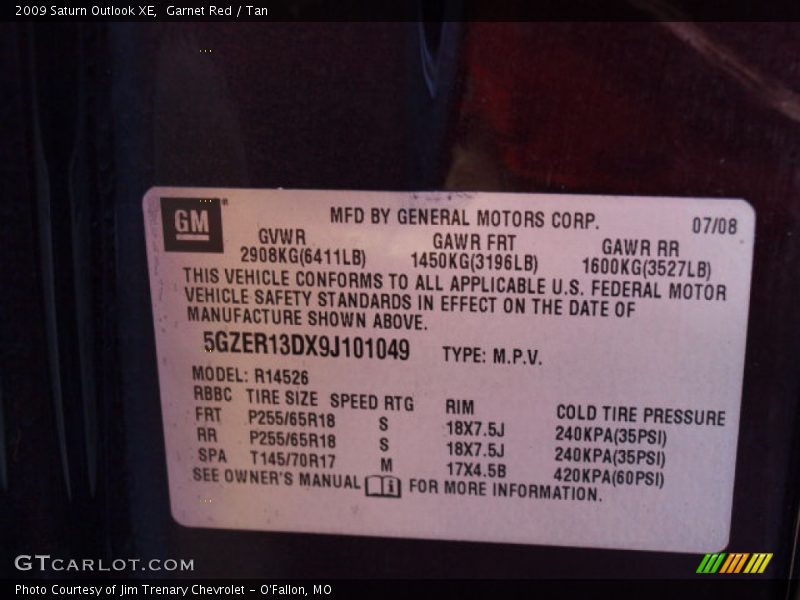 2009 Saturn Outlook XE,  Garnet Red / Tan
GM
MFD BY GENERAL MOTORS CORP.
07/08
GVWR GAWR FRT GAWR RR
2908KG(6411LB) 1450KG(3196LB) 1600KG(3527LB)
THIS VEHICLE CONFORMS TO ALL APPLICABLE U.S. FEDERAL MOTOR
VEHICLE SAFETY STANDARDS IN EFFECT ON THE DATE OF
MANUFACTURE SHOWN ABOVE.
5GZER13DX9J101049 TYPE: M.P.V.
MODEL: R14526
RBBC TIRE SIZE SPEED RTG RIM COLD TIRE PRESSURE
FRT P255/65R18 S 18X7.5J 240KPA(35PSI)
RR P255/65R18 S 18X7.5J 240KPA(35PSI)
SPA T145/70R17 M 17X4.5B 420KPA(60PSI)
SEE OWNER'S MANUAL i FOR MORE INFORMATION.
GTCARLOT.COM
Photo Courtesy of Jim Trenary Chevrolet - O'Fallon, MO